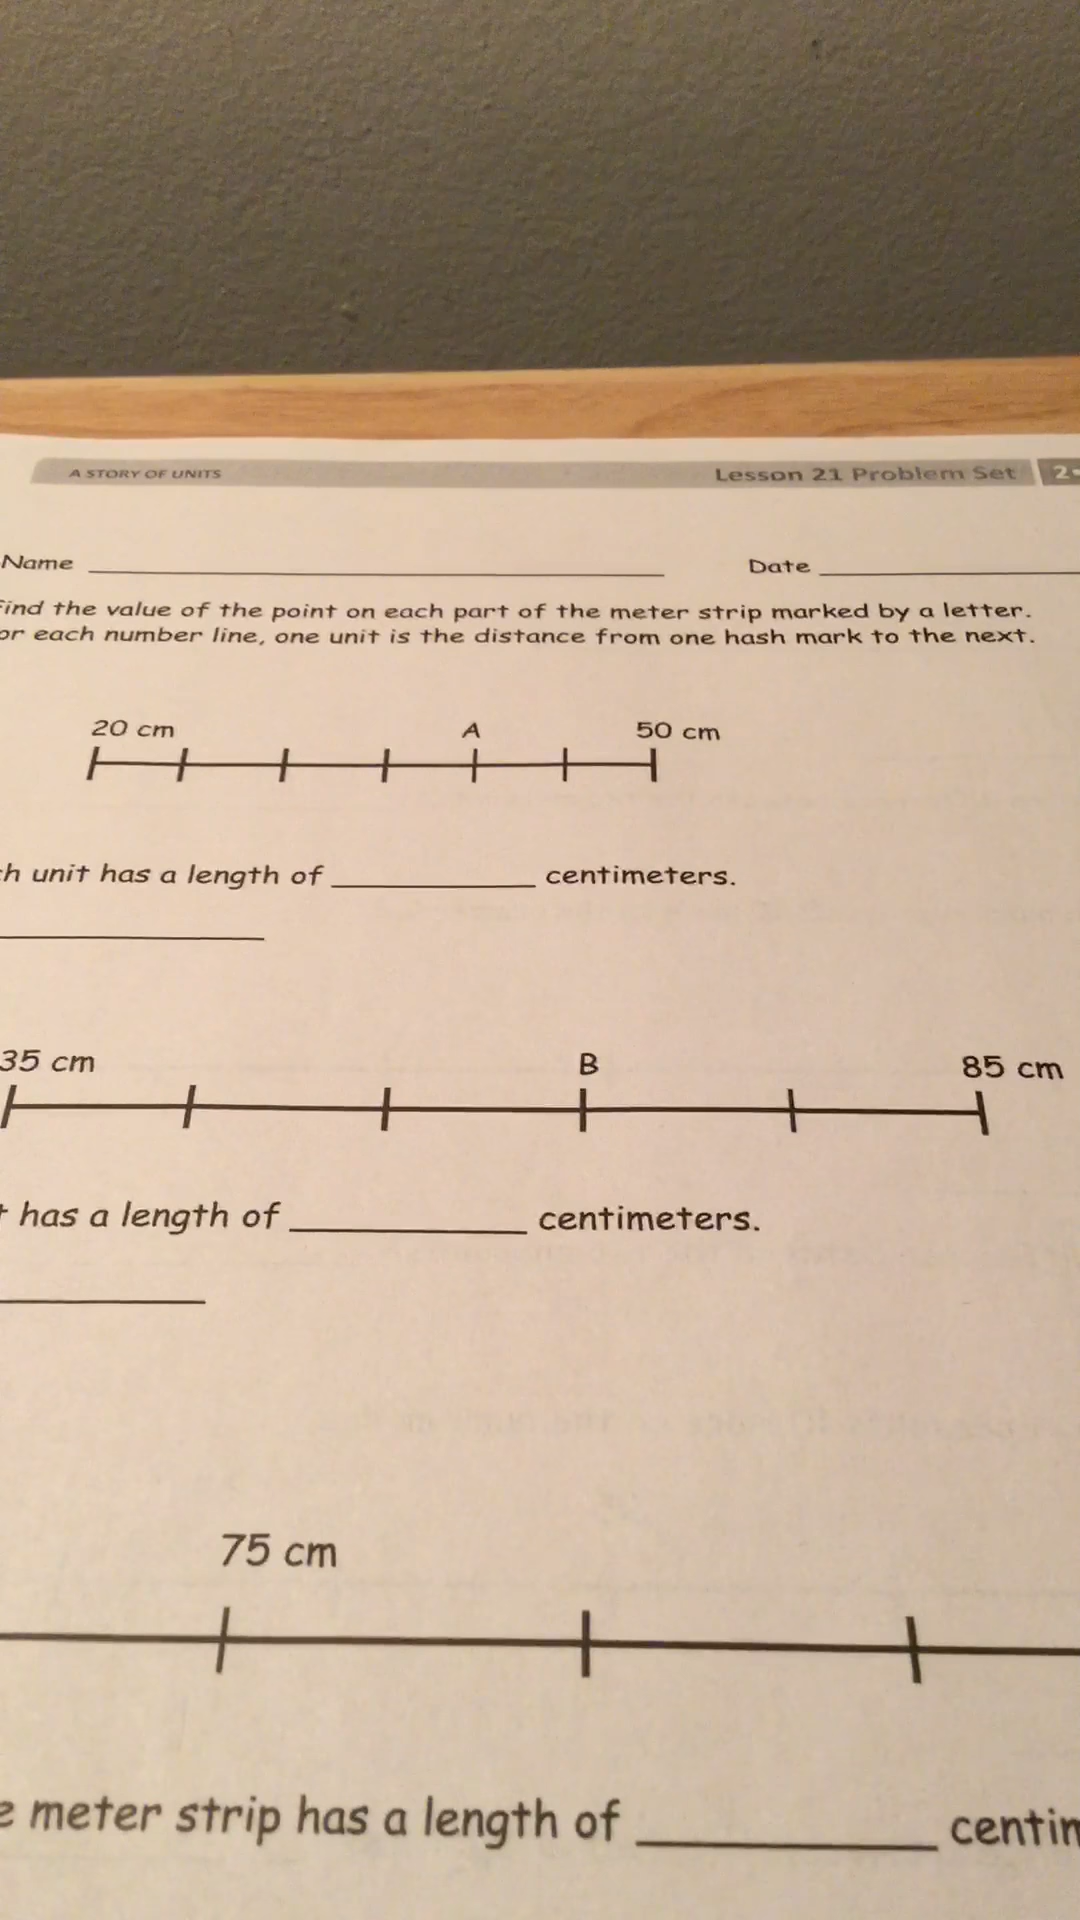 A STORY OF UNITS
Lesson 21 Problem Set
2
Name
Date
ind the value of the point on each part of the meter strip marked by a letter.
or each number line, one unit is the distance from one hash mark to the next.
20 cm A 50 cm
h unit has a length of centimeters.
35 cm B 85 cm
has a length of centimeters.
75 cm
e meter strip has a length of centim